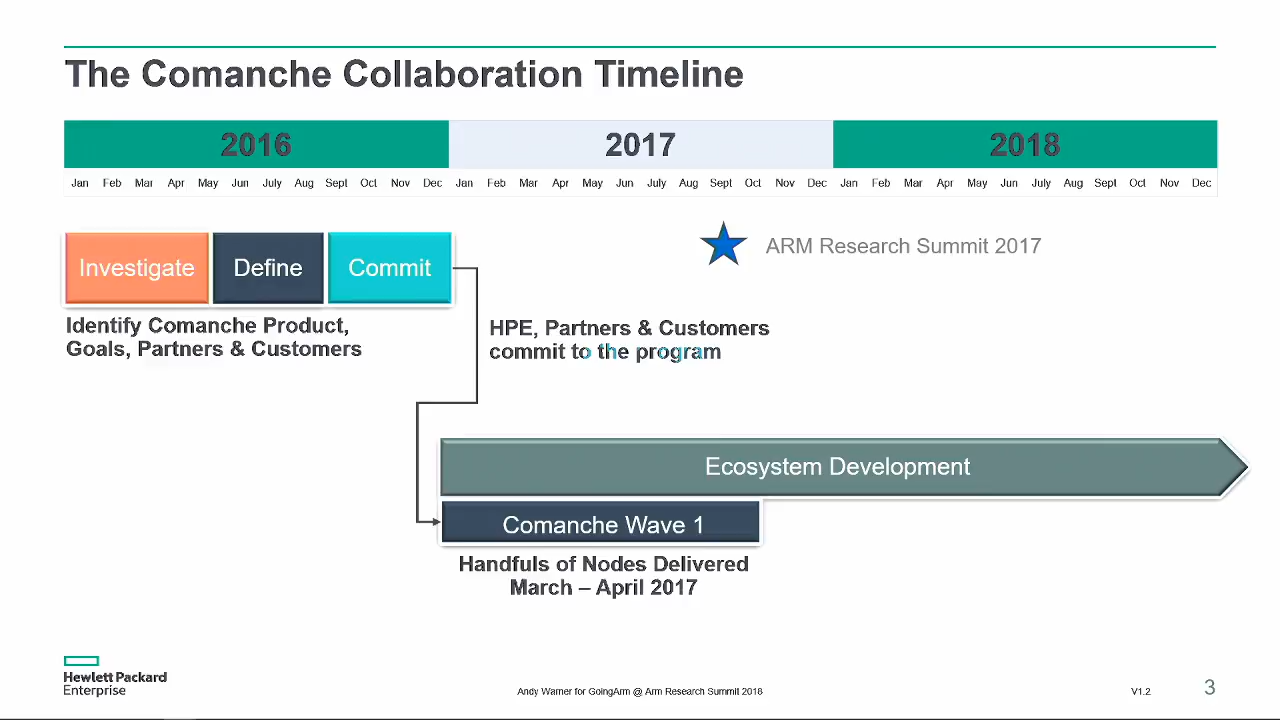 The Comanche Collaboration Timeline
2016 2017 2018
Jan Feb Mar Apr May Jun July Aug Sept Oct Nov Dec Jan Feb Mar Apr May Jun July Aug Sept Oct Nov Dec Jan Feb Mar Apr May Jun July Aug Sept Oct Nov Dec
Investigate Define Commit
ARM Research Summit 2017
Identify Comanche Product,
Goals, Partners & Customers
HPE, Partners & Customers
commit to the program
Ecosystem Development
Comanche Wave 1
Handfuls of Nodes Delivered
March – April 2017
Hewlett Packard
Enterprise
Andy Warner for GoingArm @ Arm Research Summit 2018
V1.2
3